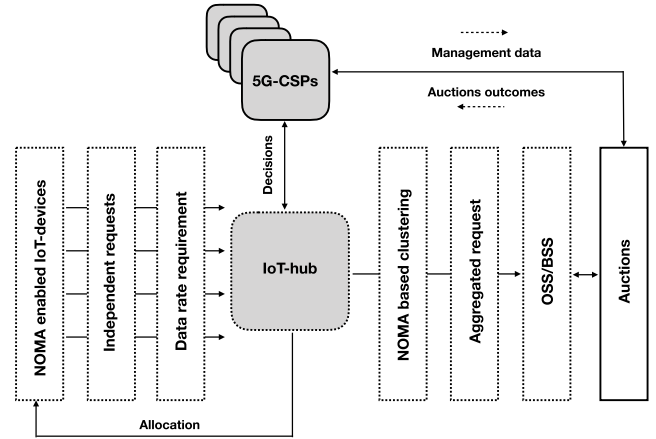 5G-CSPs
Management data
Auctions outcomes
Decisions
NOMA enabled IoT-devices
Independent requests
Data rate requirement
IoT-hub
NOMA based clustering
Aggregated request
OSS/BSS
Auctions
Allocation